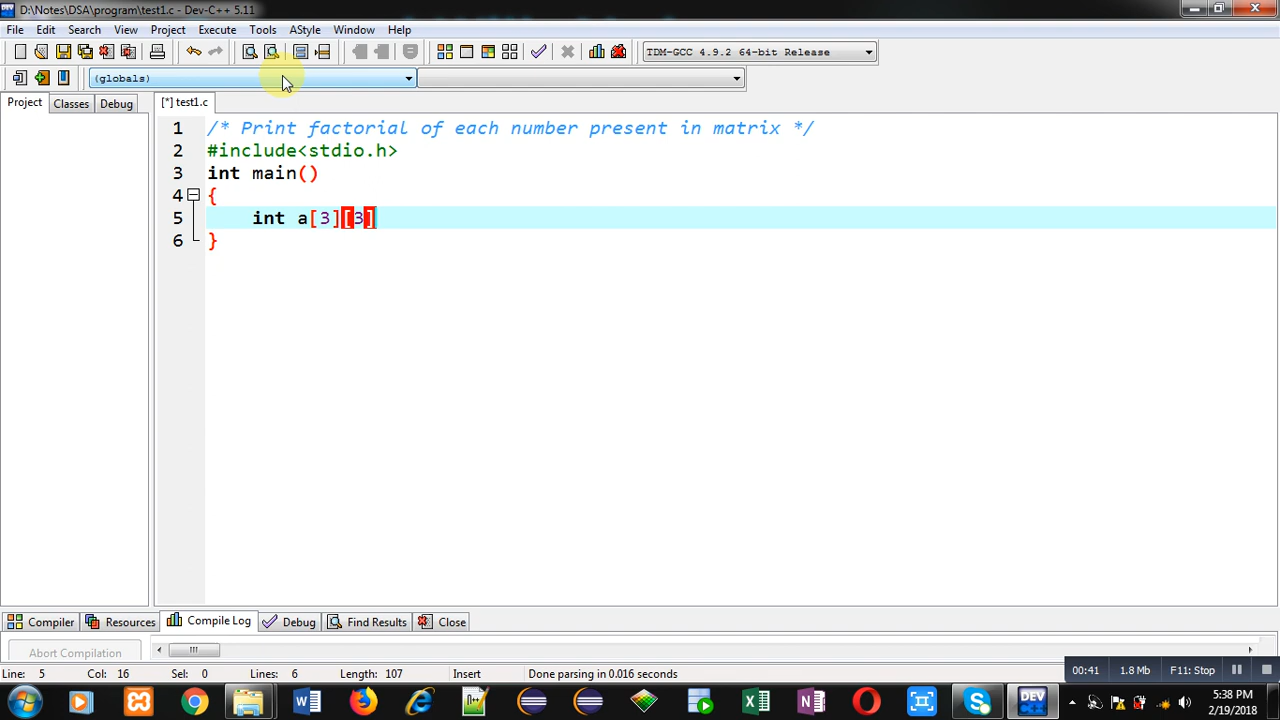 D:\Notes\DSA\program\test1.c - Dev-C++ 5.11
File Edit Search View Project Execute Tools AStyle Window Help
TDM-GCC 4.9.2 64-bit Release
(globals)
Project Classes Debug [*] test1.c
1 /* Print factorial of each number present in matrix */
2 #include<stdio.h>
3 int main()
4 {
5 int a[3][3]
6 }
Compiler Resources Compile Log Debug Find Results Close
Abort Compilation
Line: 5 Col: 16 Sel: 0 Lines: 6 Length: 107 Insert Done parsing in 0.016 seconds
00:41 1.8 Mb F11: Stop
5:38 PM
2/19/2018